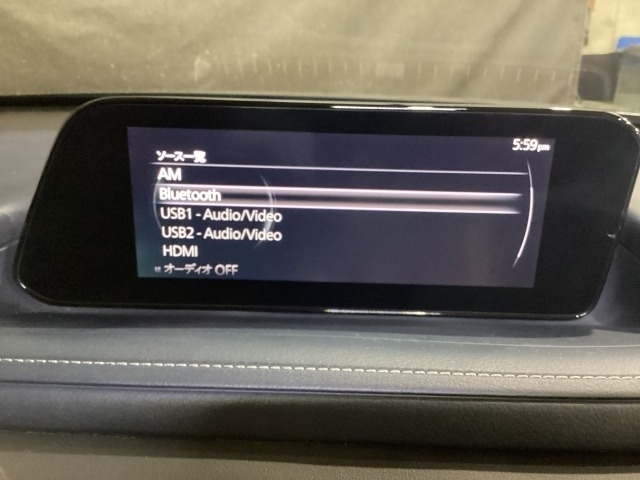 5:59pm
ソース一覧
AM
Bluetooth
USB1 - Audio/Video
USB2 - Audio/Video
HDMI
オーディオ OFF